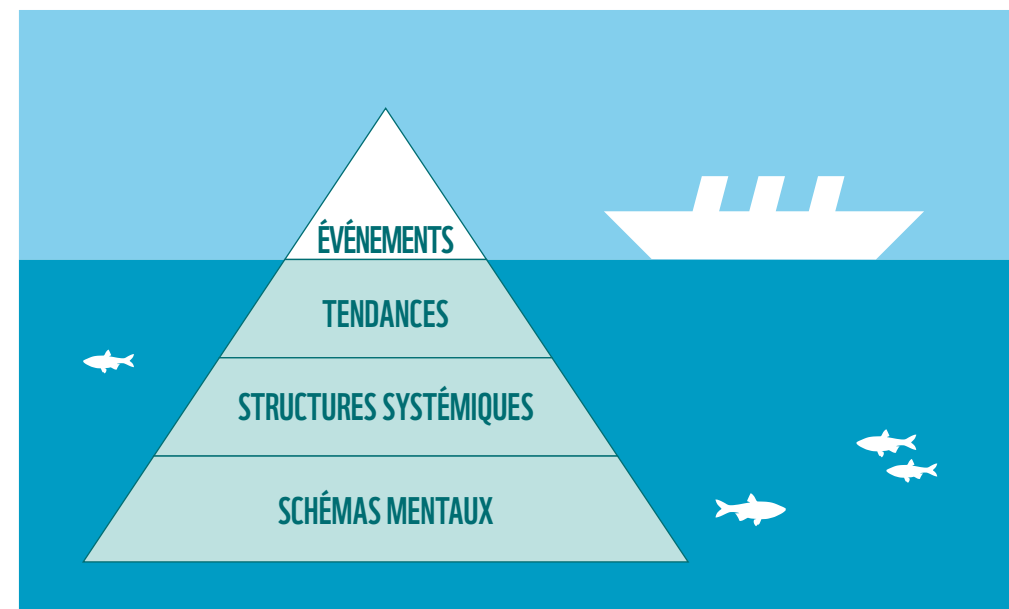 ÉVÉNEMENTS
TENDANCES
STRUCTURES SYSTÉMIQUES
SCHÉMAS MENTAUX